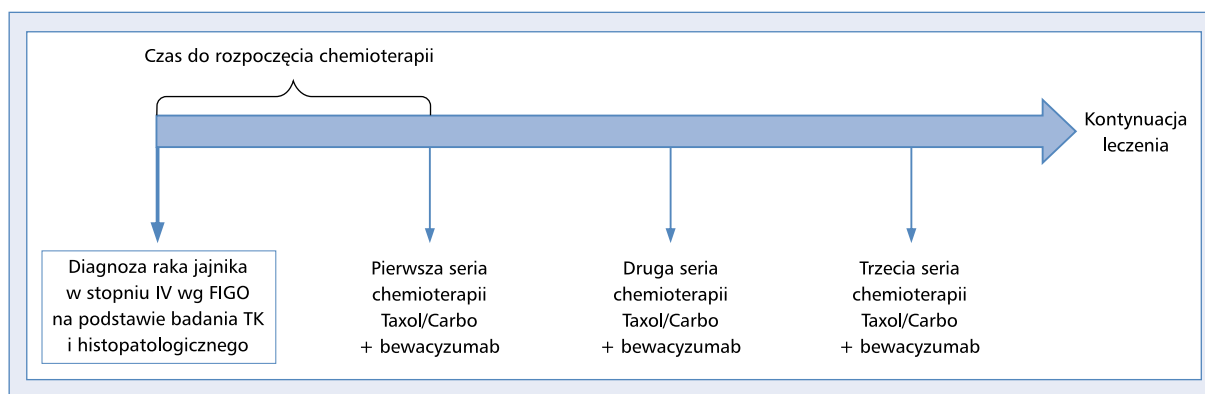 Czas do rozpoczęcia chemioterapii
Kontynuacja
leczenia
Diagnoza raka jajnika
w stopniu IV wg FIGO
na podstawie badania TK
i histopatologicznego
Pierwsza seria
chemioterapii
Taxol/Carbo
+ bewacyzumab
Druga seria
chemioterapii
Taxol/Carbo
+ bewacyzumab
Trzecia seria
chemioterapii
Taxol/Carbo
+ bewacyzumab